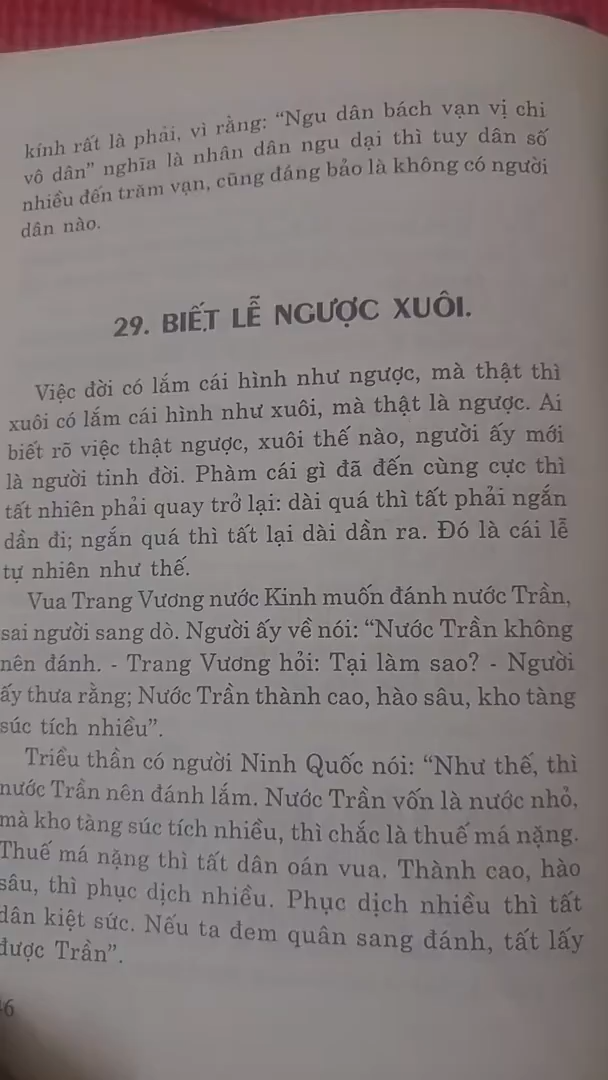 kính rất là phải, vì rằng: “Ngu dân bách vạn vị chi
vô dân” nghĩa là nhân dân ngu dại thì tuy dân số
nhiều đến trăm vạn, cũng đáng bảo là không có người
dân nào.
29. BIẾT LỄ NGƯỢC XUÔI.
Việc đời có lắm cái hình như ngược, mà thật thì
xuôi có lắm cái hình như xuôi, mà thật là ngược. Ai
biết rõ việc thật ngược, xuôi thế nào, người ấy mới
là người tinh đời. Phàm cái gì đã đến cùng cực thì
tất nhiên phải quay trở lại: dài quá thì tất phải ngắn
dần đi; ngắn quá thì tất lại dài dần ra. Đó là cái lễ
tự nhiên như thế.
Vua Trang Vương nước Kinh muốn đánh nước Trần,
sai người sang dò. Người ấy về nói: “Nước Trần không
nên đánh. - Trang Vương hỏi: Tại làm sao? - Người
ấy thưa rằng; Nước Trần thành cao, hào sâu, kho tàng
súc tích nhiều”.
Triều thần có người Ninh Quốc nói: “Như thế, thì
nước Trần nên đánh lắm. Nước Trần vốn là nước nhỏ,
mà kho tàng súc tích nhiều, thì chắc là thuế má nặng.
Thuế má nặng thì tất dân oán vua. Thành cao, hào
sâu, thì phục dịch nhiều. Phục dịch nhiều thì tất
dân kiệt sức. Nếu ta đem quân sang đánh, tất lấy
được Trần”.
6